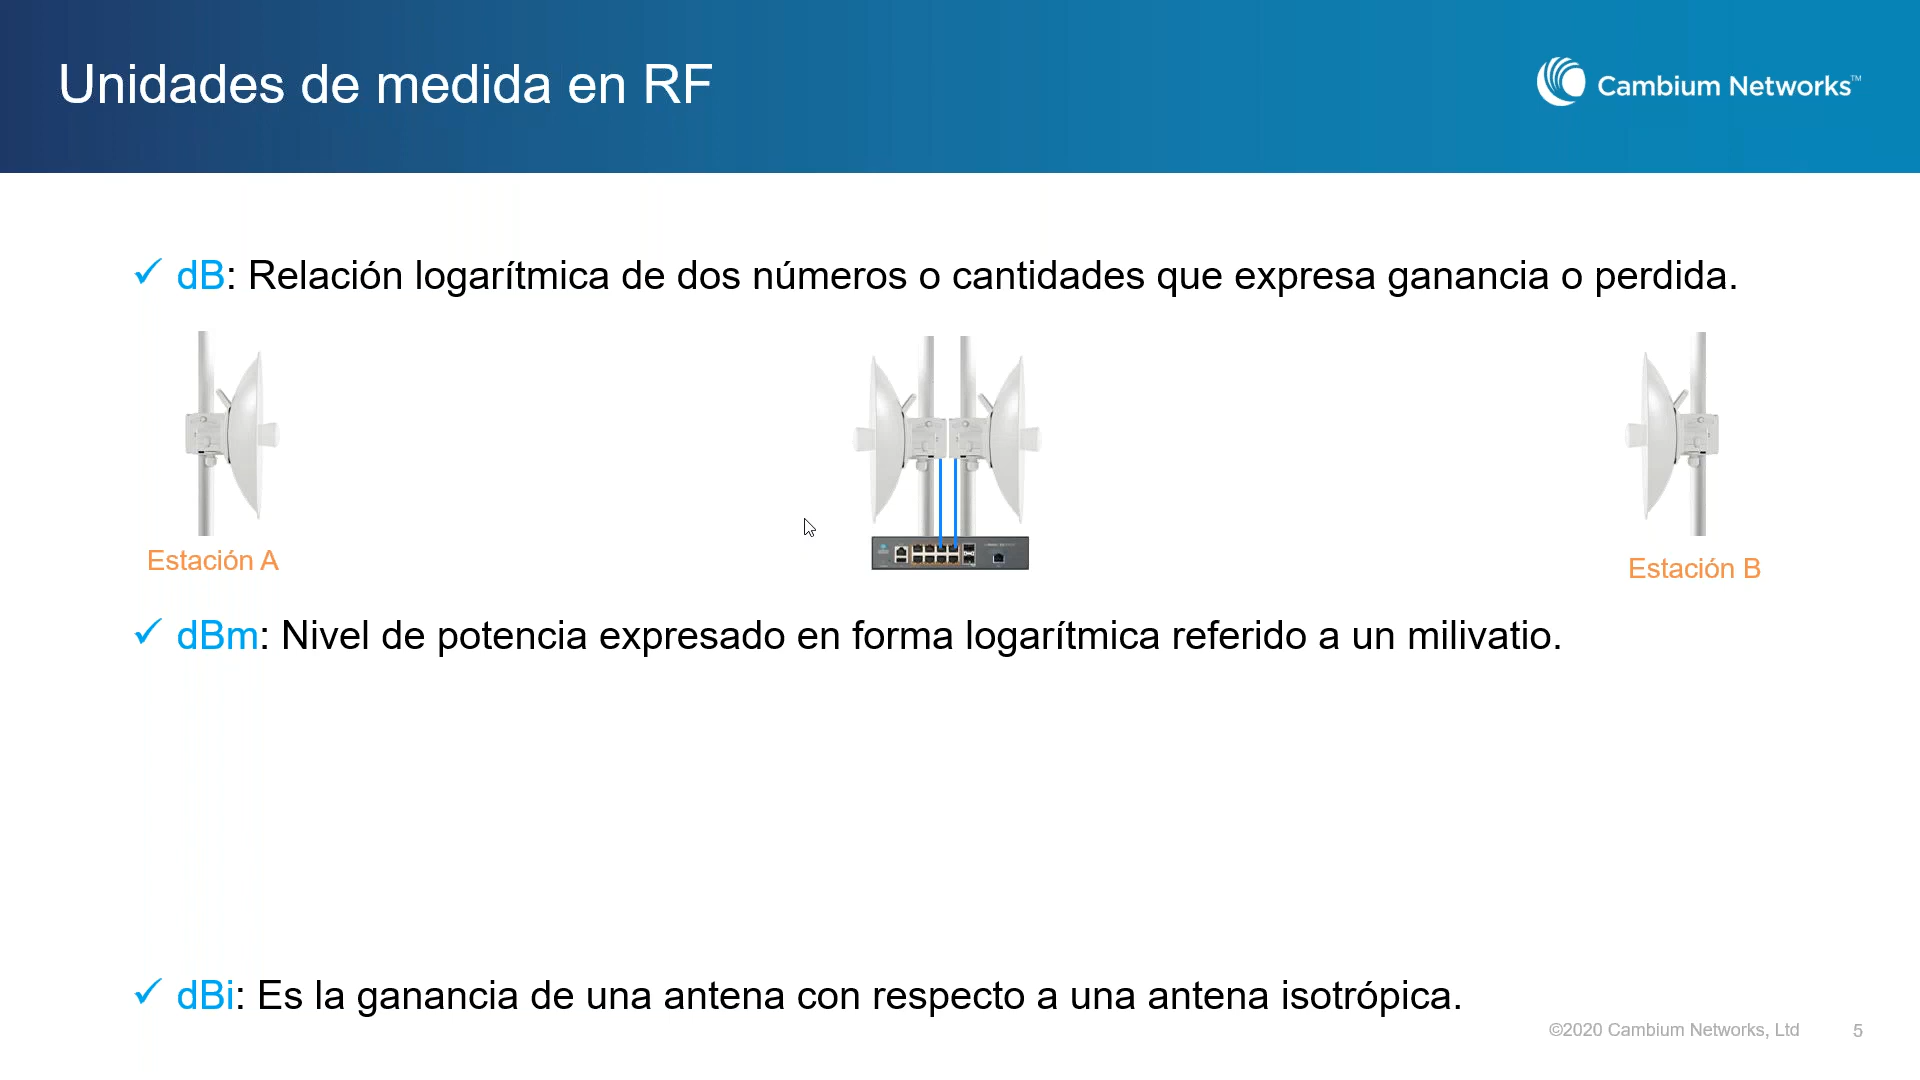 Unidades de medida en RF
Cambium Networks™
✓ dB: Relación logarítmica de dos números o cantidades que expresa ganancia o perdida.
Estación A
Estación B
✓ dBm: Nivel de potencia expresado en forma logarítmica referido a un milivatio.
✓ dBi: Es la ganancia de una antena con respecto a una antena isotrópica.
©2020 Cambium Networks, Ltd
5